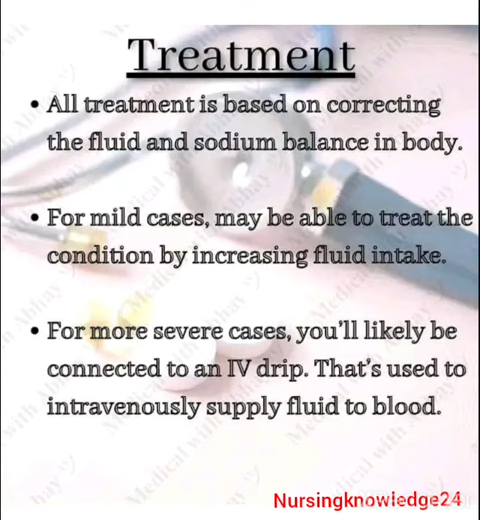 Treatment
• All treatment is based on correcting
the fluid and sodium balance in body.
• For mild cases, may be able to treat the
condition by increasing fluid intake.
• For more severe cases, you'll likely be
connected to an IV drip. That's used to
intravenously supply fluid to blood.
Nursingknowledge24